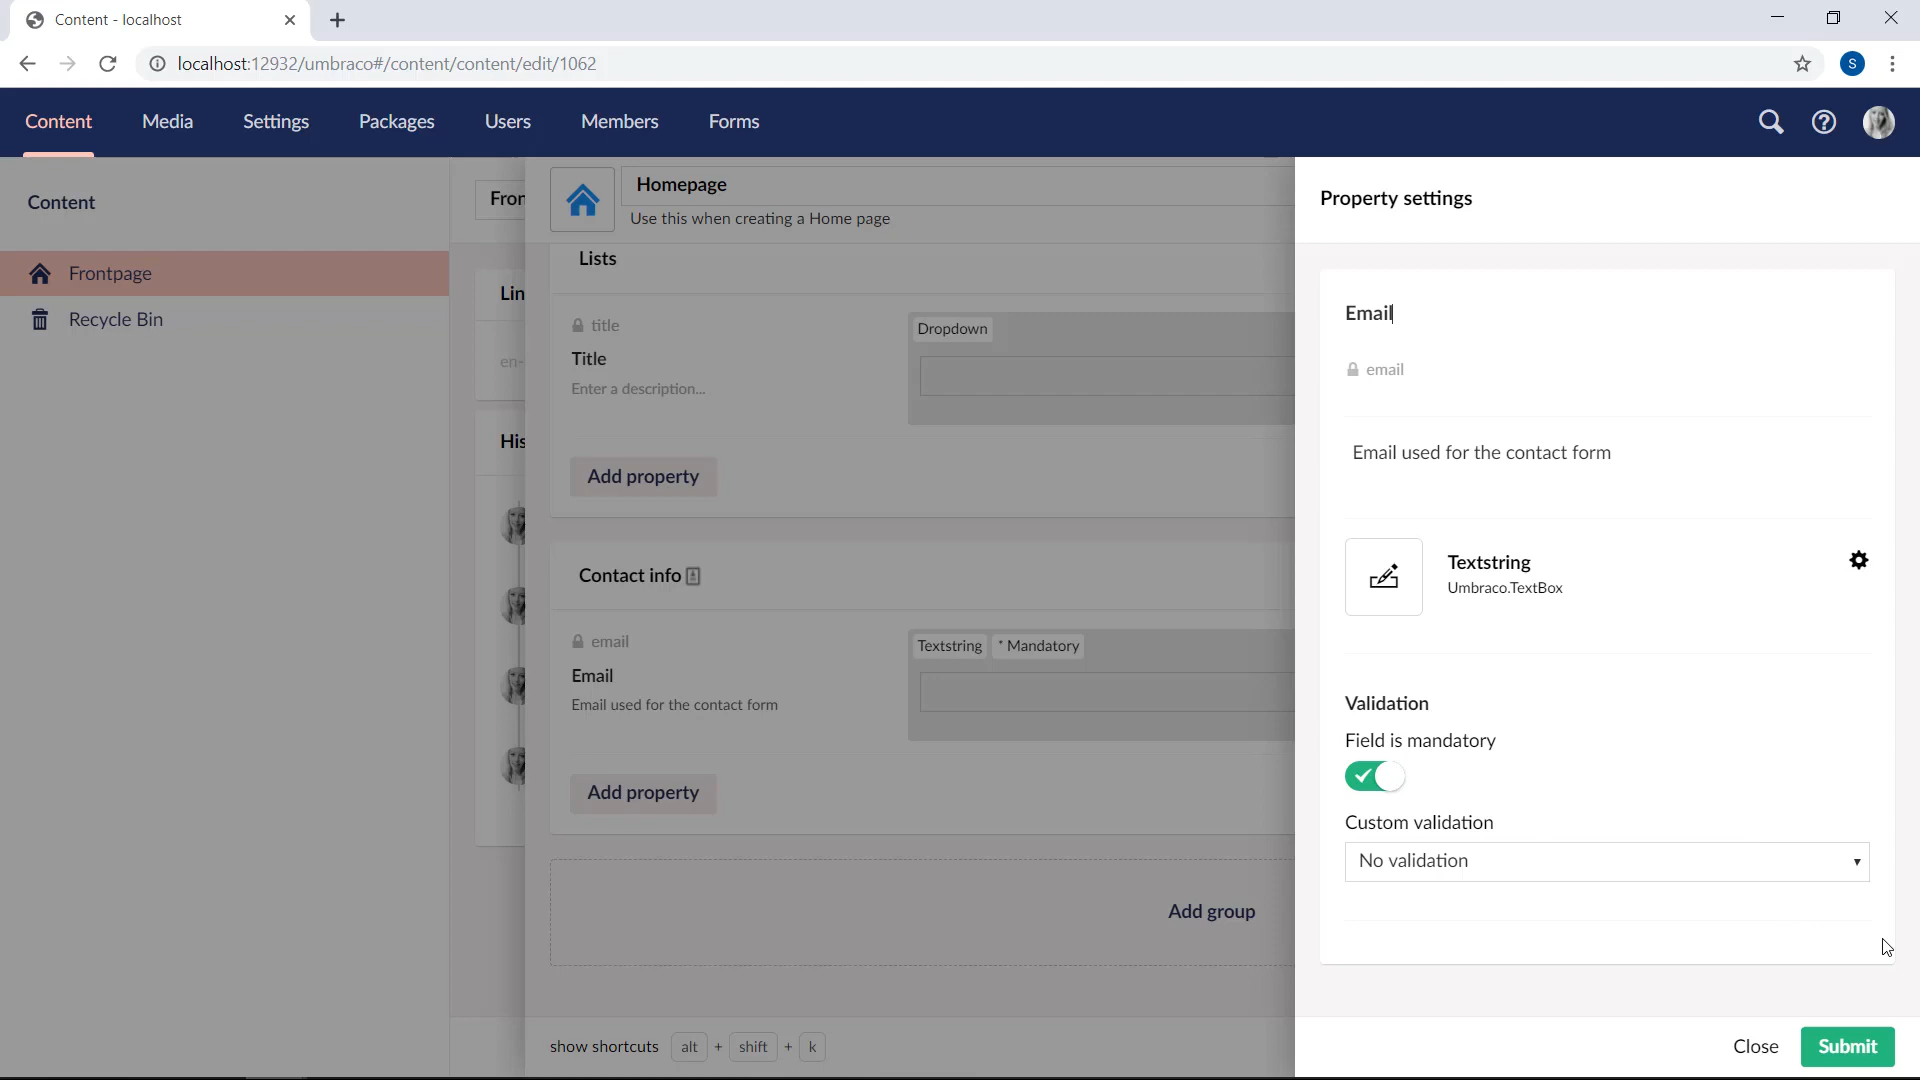 Content - localhost
localhost:12932/umbraco#/content/content/edit/1062
S
Content Media Settings Packages Users Members Forms
Content
Frontpage
Recycle Bin
Fron
Lin
en-
His
Homepage
Use this when creating a Home page
Lists
title
Title
Enter a description...
Dropdown
Add property
Contact info
email
Email
Email used for the contact form
Textstring * Mandatory
Add property
Add group
show shortcuts alt + shift + k
Property settings
Email
email
Email used for the contact form
Textstring
Umbraco.TextBox
Validation
Field is mandatory
Custom validation
No validation
Close Submit